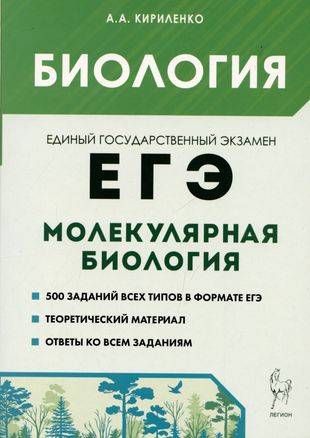 А.А. КИРИЛЕНКО
БИОЛОГИЯ
ЕДИНЫЙ ГОСУДАРСТВЕННЫЙ ЭКЗАМЕН
ЕГЭ
МОЛЕКУЛЯРНАЯ
БИОЛОГИЯ
500 ЗАДАНИЙ ВСЕХ ТИПОВ В ФОРМАТЕ ЕГЭ
ТЕОРЕТИЧЕСКИЙ МАТЕРИАЛ
ОТВЕТЫ КО ВСЕМ ЗАДАНИЯМ
ЛЕГИОН